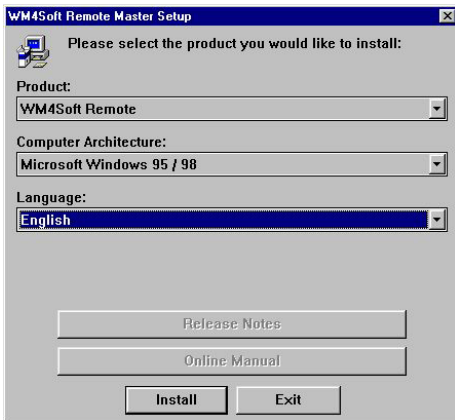 WM4Soft Remote Master Setup
Please select the product you would like to install:
Product:
WM4Soft Remote
Computer Architecture:
Microsoft Windows 95 / 98
Language:
English
Release Notes
Online Manual
Install Exit